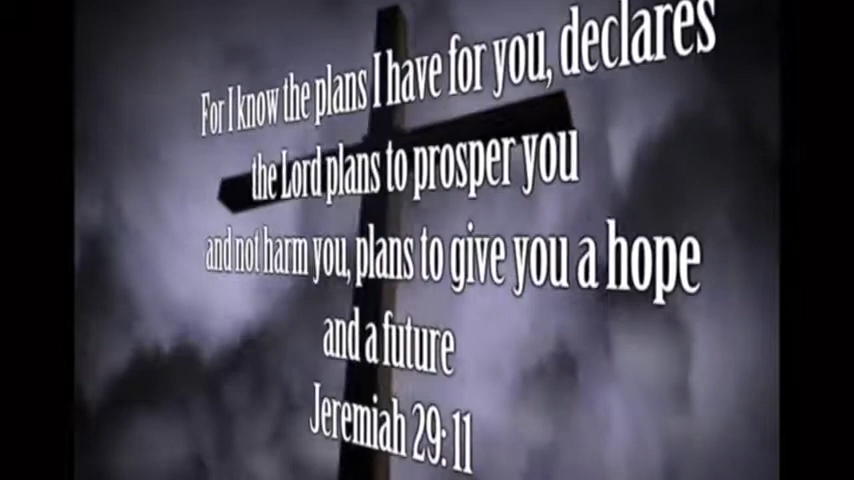 For I know the plans I have for you, declares
the Lord plans to prosper you
and not harm you, plans to give you a hope
and a future
Jeremiah 29:11